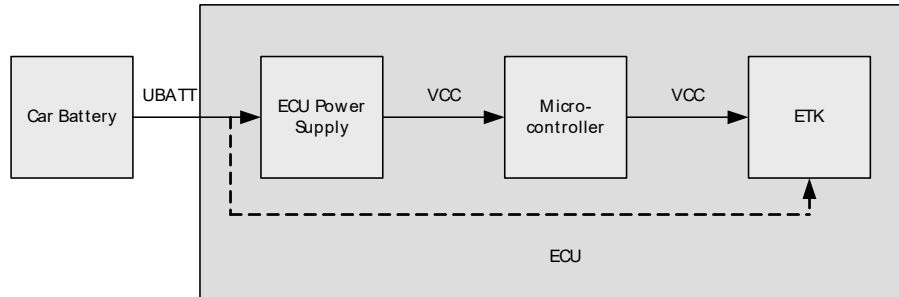 Car Battery
UBATT
ECU Power
Supply
VCC
Micro-
controller
VCC
ETK
ECU